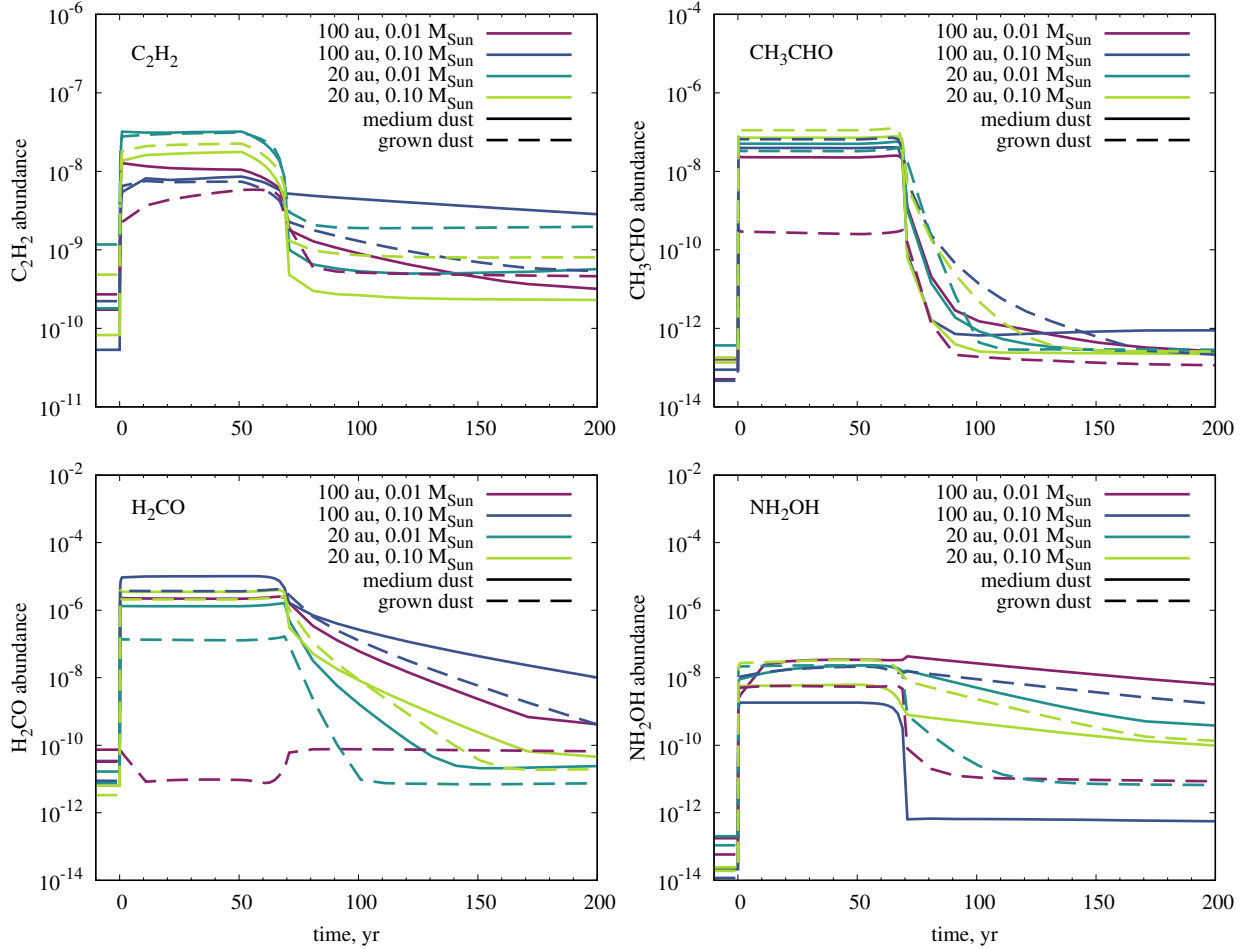 10^-6
10^-7
10^-8
10^-9
10^-10
10^-11
C2H2 abundance
C2H2
100 au, 0.01 MSun
100 au, 0.10 MSun
20 au, 0.01 MSun
20 au, 0.10 MSun
medium dust
grown dust
0 50 100 150 200
10^-4
10^-6
10^-8
10^-10
10^-12
10^-14
CH3CHO abundance
CH3CHO
100 au, 0.01 MSun
100 au, 0.10 MSun
20 au, 0.01 MSun
20 au, 0.10 MSun
medium dust
grown dust
0 50 100 150 200
10^-2
10^-4
10^-6
10^-8
10^-10
10^-12
10^-14
H2CO abundance
H2CO
100 au, 0.01 MSun
100 au, 0.10 MSun
20 au, 0.01 MSun
20 au, 0.10 MSun
medium dust
grown dust
0 50 100 150 200
time, yr
10^-2
10^-4
10^-6
10^-8
10^-10
10^-12
10^-14
NH2OH abundance
NH2OH
100 au, 0.01 MSun
100 au, 0.10 MSun
20 au, 0.01 MSun
20 au, 0.10 MSun
medium dust
grown dust
0 50 100 150 200
time, yr